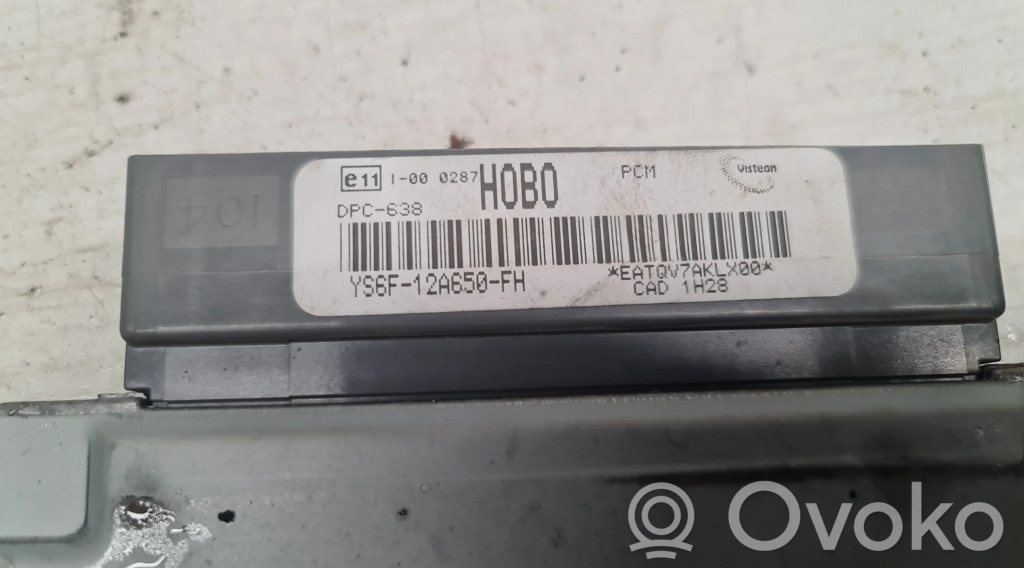 104
e11 I-00 0287 HOBO PCM Visteon
DPC-638
YS6F-12A650-FH *EATQV7AKLX00*
CAD 1H28
Ovoko